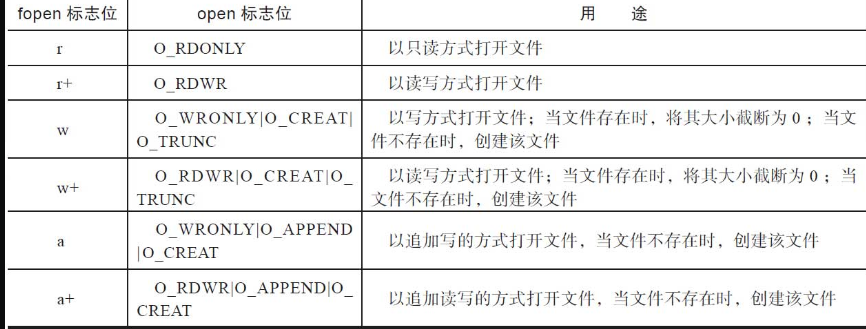 fopen 标志位 open 标志位 用 途
r O_RDONLY 以只读方式打开文件
r+ O_RDWR 以读写方式打开文件
w
O_WRONLY|O_CREAT|
O_TRUNC
以写方式打开文件；当文件存在时，将其大小截断为 0；当文
件不存在时，创建该文件
w+
O_RDWR|O_CREAT|O_
TRUNC
以读写方式打开文件；当文件存在时，将其大小截断为 0；当
文件不存在时，创建该文件
a
O_WRONLY|O_APPEND
|O_CREAT
以追加写的方式打开文件，当文件不存在时，创建该文件
a+
O_RDWR|O_APPEND|O_
CREAT
以追加读写的方式打开文件，当文件不存在时，创建该文件